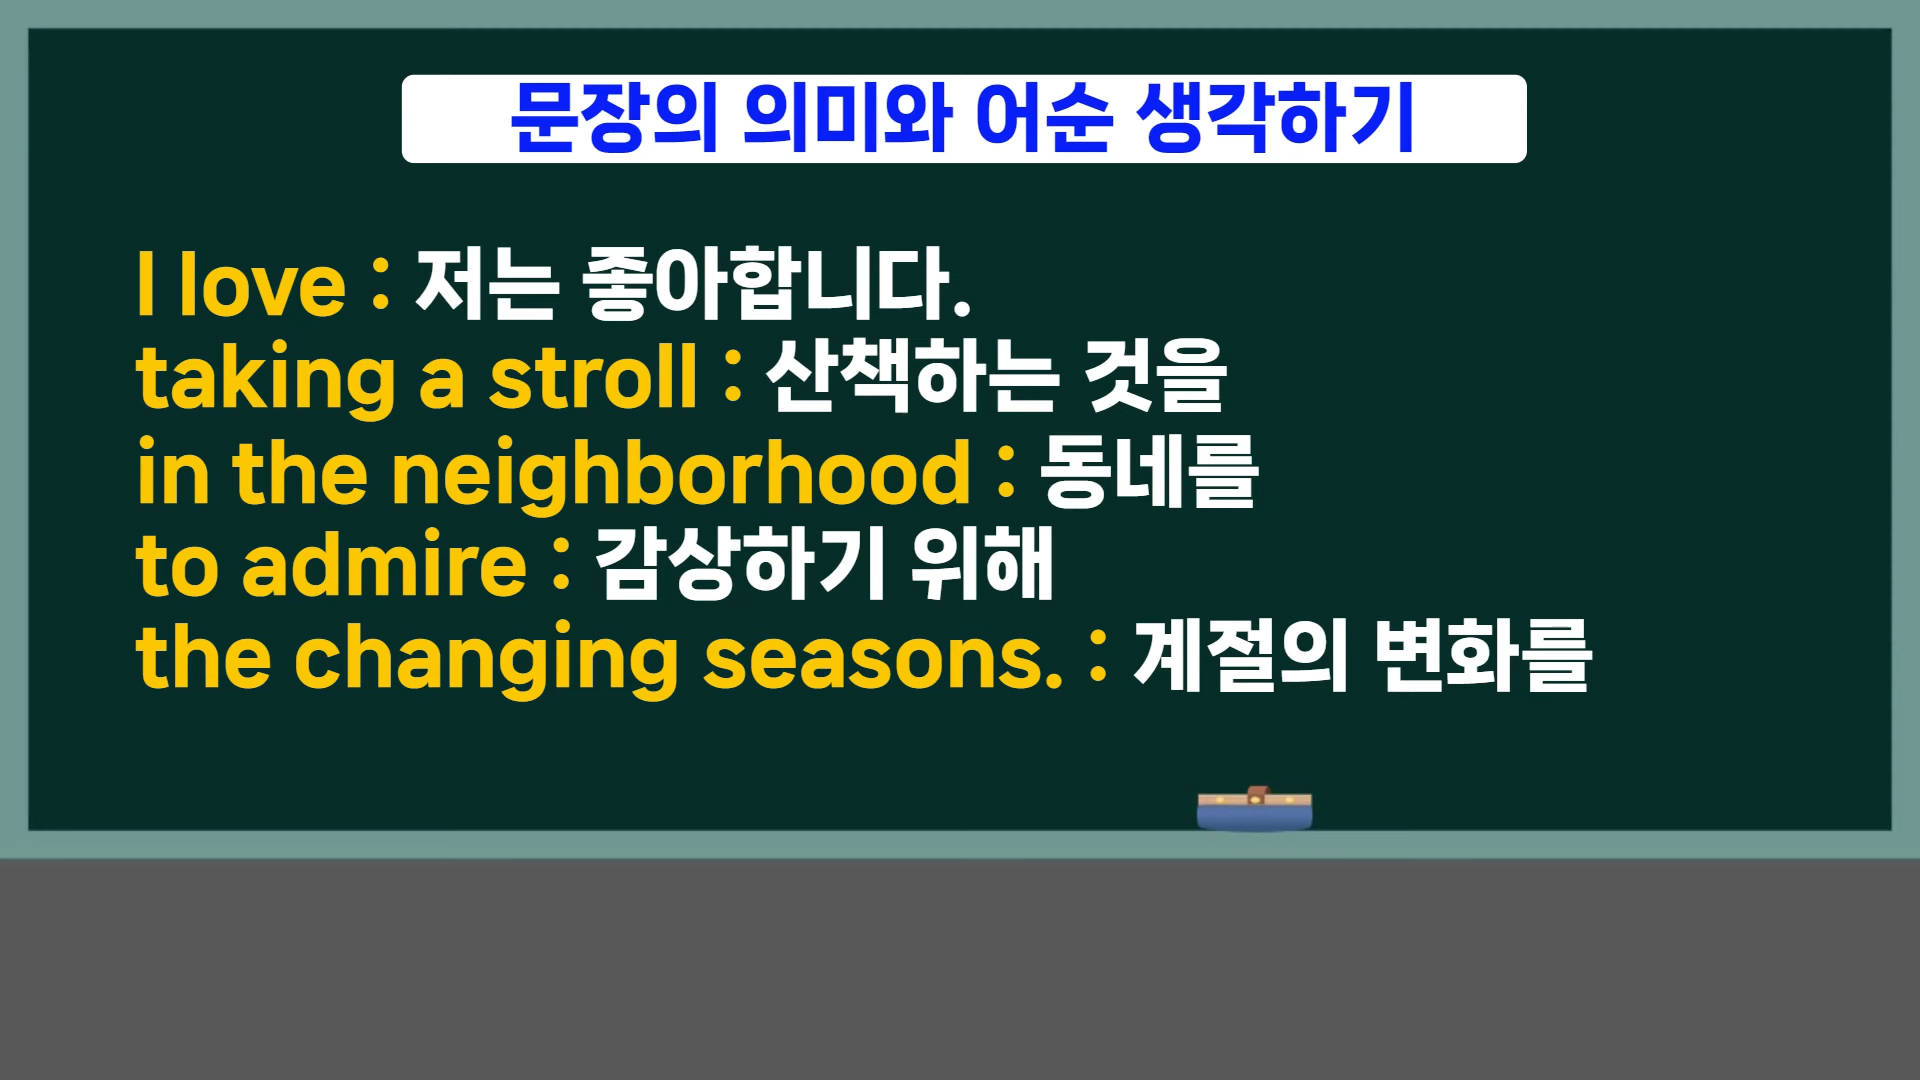 문장의 의미와 어순 생각하기
I love : 저는 좋아합니다.
taking a stroll : 산책하는 것을
in the neighborhood : 동네를
to admire : 감상하기 위해
the changing seasons. : 계절의 변화를